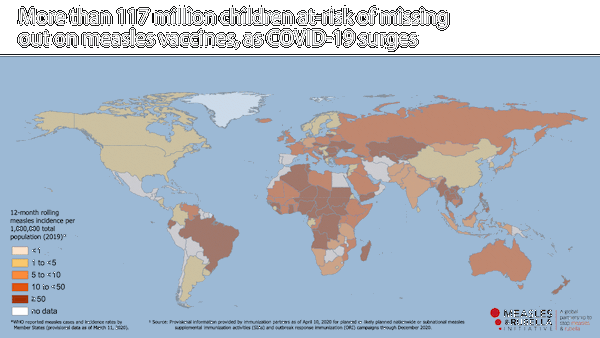 More than 117 million children at-risk of missing
out on measles vaccines, as COVID-19 surges
12-month rolling
measles incidence per
1,000,000 total
population (2019)
<1
1 to <5
5 to <10
10 to <50
≥50
no data
*WHO reported measles cases and incidence rates by
Member States (provisional data as of March 11, 2020).
² Source: Provisional information provided by immunization partners as of April 10, 2020 for planned or likely planned nationwide or subnational measles
supplemental immunization activities (SIAs) and outbreak response immunization (ORI) campaigns through December 2020.
MEASLES
& RUBELLA
INITIATIVE
A global
partnership to
stop measles
& rubella